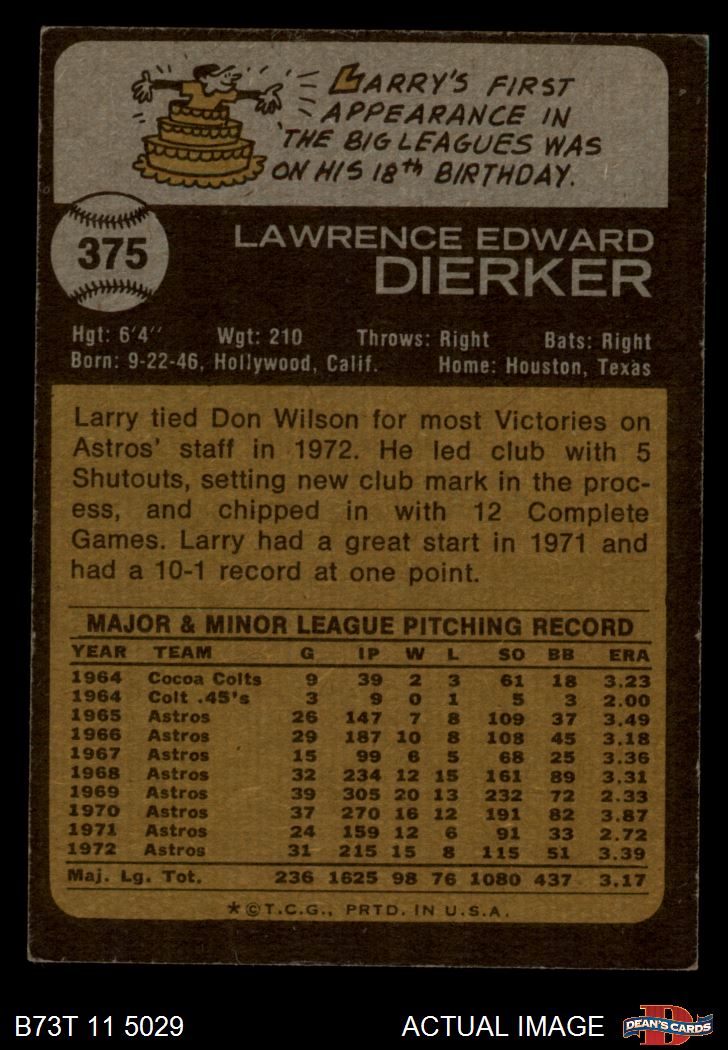 LARRY'S FIRST
APPEARANCE IN
THE BIG LEAGUES WAS
ON HIS 18th BIRTHDAY.
375
LAWRENCE EDWARD
DIERKER
Hgt: 6'4" Wgt: 210 Throws: Right Bats: Right
Born: 9-22-46, Hollywood, Calif. Home: Houston, Texas
Larry tied Don Wilson for most Victories on
Astros' staff in 1972. He led club with 5
Shutouts, setting new club mark in the proc-
ess, and chipped in with 12 Complete
Games. Larry had a great start in 1971 and
had a 10-1 record at one point.
MAJOR & MINOR LEAGUE PITCHING RECORD
YEAR TEAM G IP W L SO BB ERA
1964 Cocoa Colts 9 39 2 3 61 18 3.23
1964 Colt .45's 3 9 0 1 5 3 2.00
1965 Astros 26 147 7 8 109 37 3.49
1966 Astros 29 187 10 8 108 45 3.18
1967 Astros 15 99 6 5 68 25 3.36
1968 Astros 32 234 12 15 161 89 3.31
1969 Astros 39 305 20 13 232 72 2.33
1970 Astros 37 270 16 12 191 82 3.87
1971 Astros 24 159 12 6 91 33 2.72
1972 Astros 31 215 15 8 115 51 3.39
Maj. Lg. Tot. 236 1625 98 76 1080 437 3.17
*©T.C.G., PRTD. IN U.S.A.
B73T 11 5029 ACTUAL IMAGE
D
DEAN'S CARDS